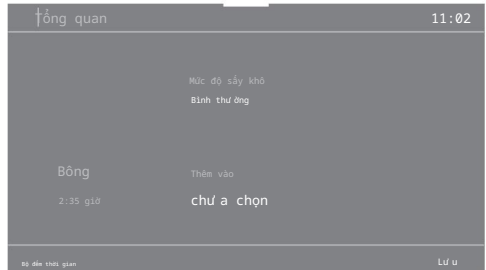 Tổng quan 11:02
Mức độ sấy khô
Bình thường
Bông Thêm vào
2:35 giờ chưa chọn
Bộ đếm thời gian Lưu